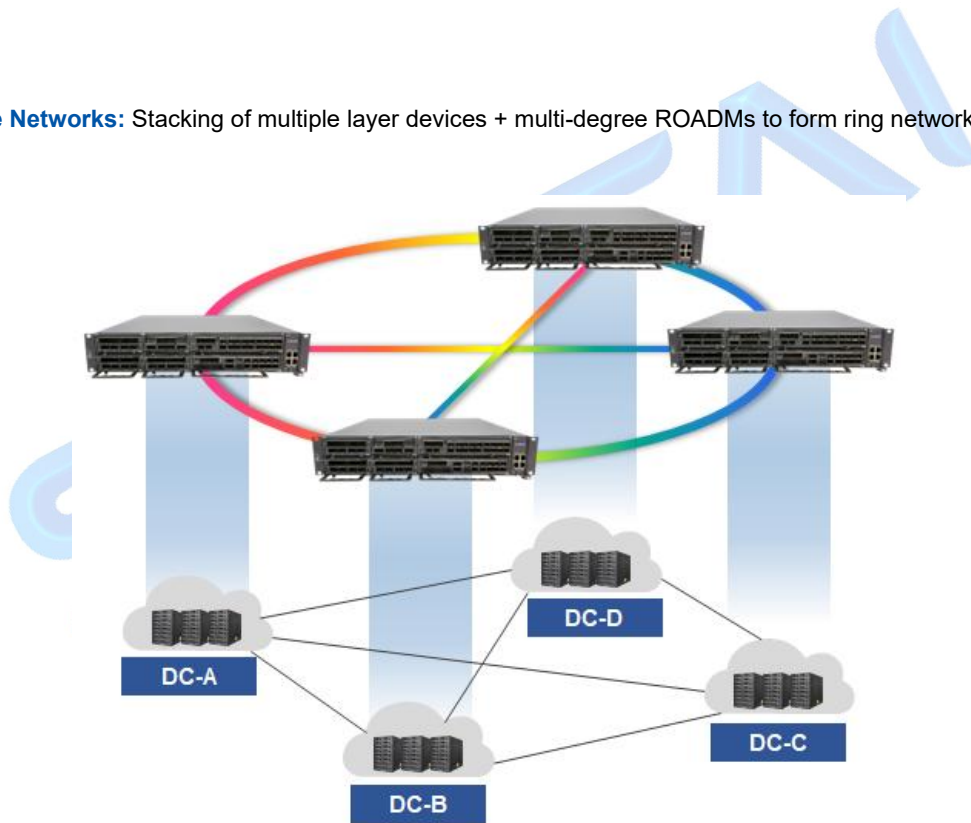 e Networks: Stacking of multiple layer devices + multi-degree ROADMs to form ring network
DC-D
DC-A
DC-C
DC-B